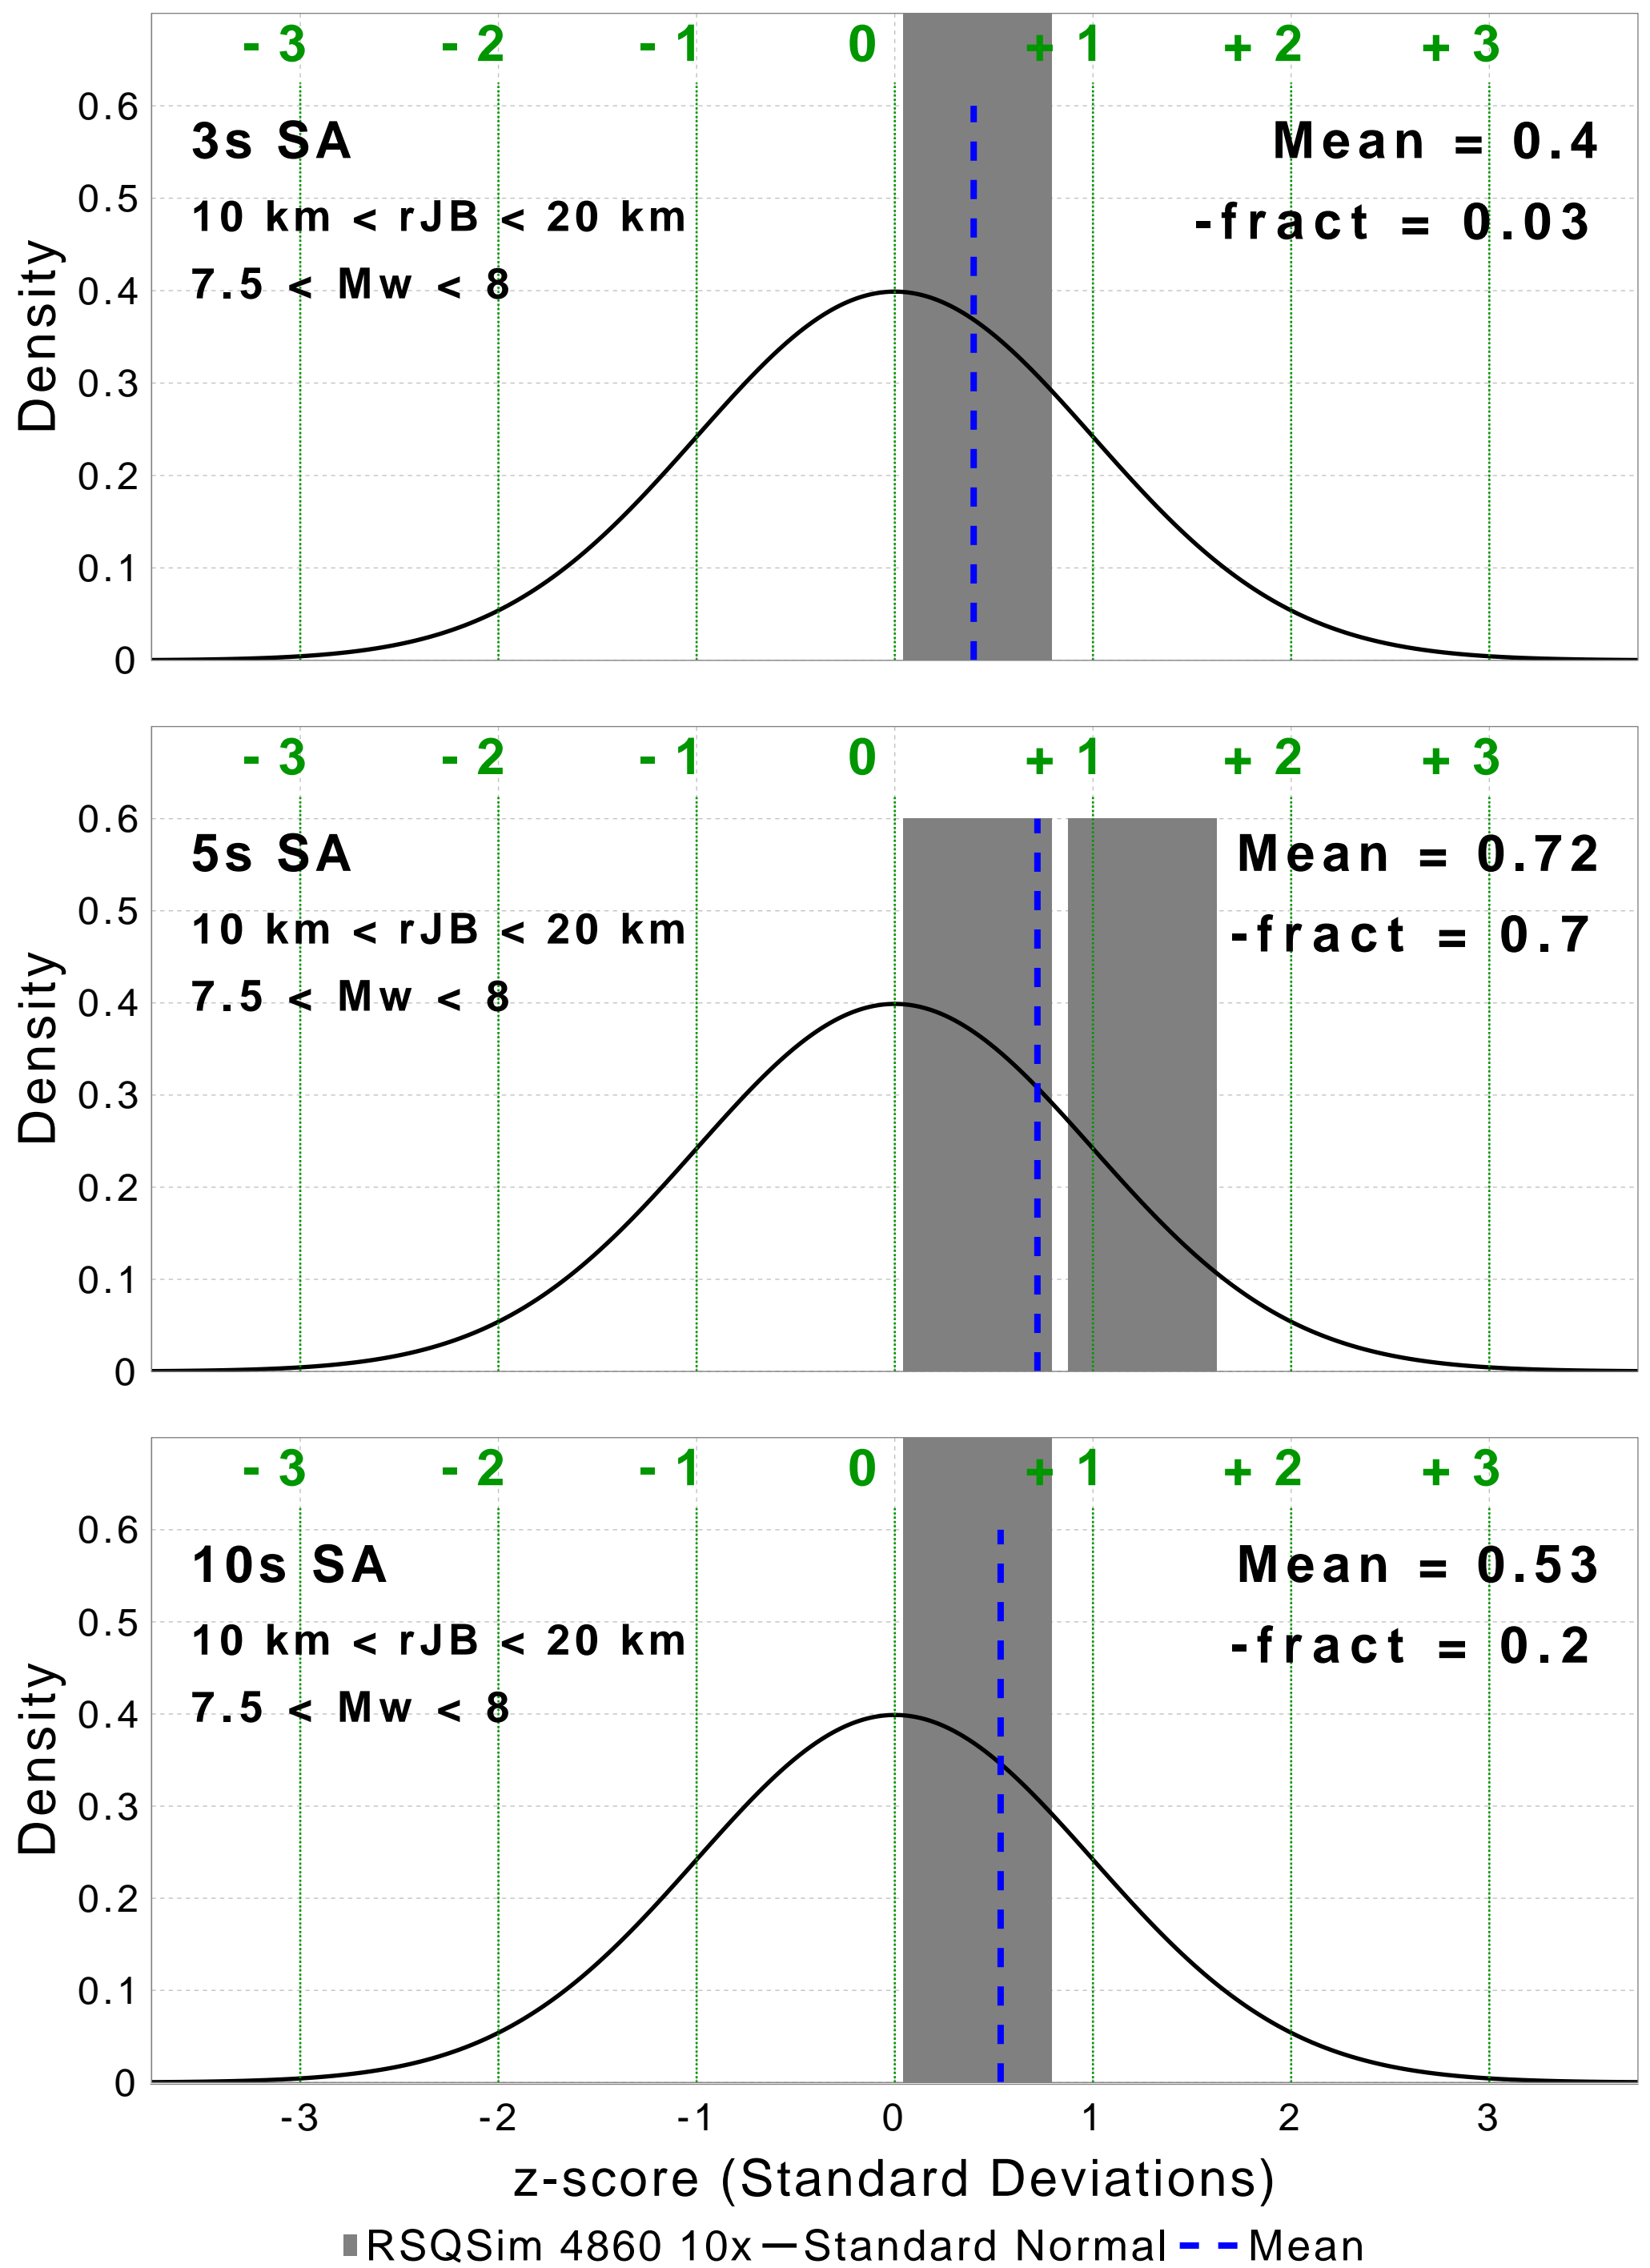 - 3 - 2 - 1 0 + 1 + 2 + 3
0.6
3s SA
Mean = 0.4
0.5
10 km < rJB < 20 km
-fract = 0.03
7.5 < Mw < 8
0.4
0.3
0.2
0.1
0
Density
- 3 - 2 - 1 0 + 1 + 2 + 3
0.6
5s SA
Mean = 0.72
0.5
10 km < rJB < 20 km
-fract = 0.7
7.5 < Mw < 8
0.4
0.3
0.2
0.1
0
Density
- 3 - 2 - 1 0 + 1 + 2 + 3
0.6
10s SA
Mean = 0.53
0.5
10 km < rJB < 20 km
-fract = 0.2
7.5 < Mw < 8
0.4
0.3
0.2
0.1
0
Density
-3 -2 -1 0 1 2 3
z-score (Standard Deviations)
RSQSim 4860 10x Standard Normal Mean